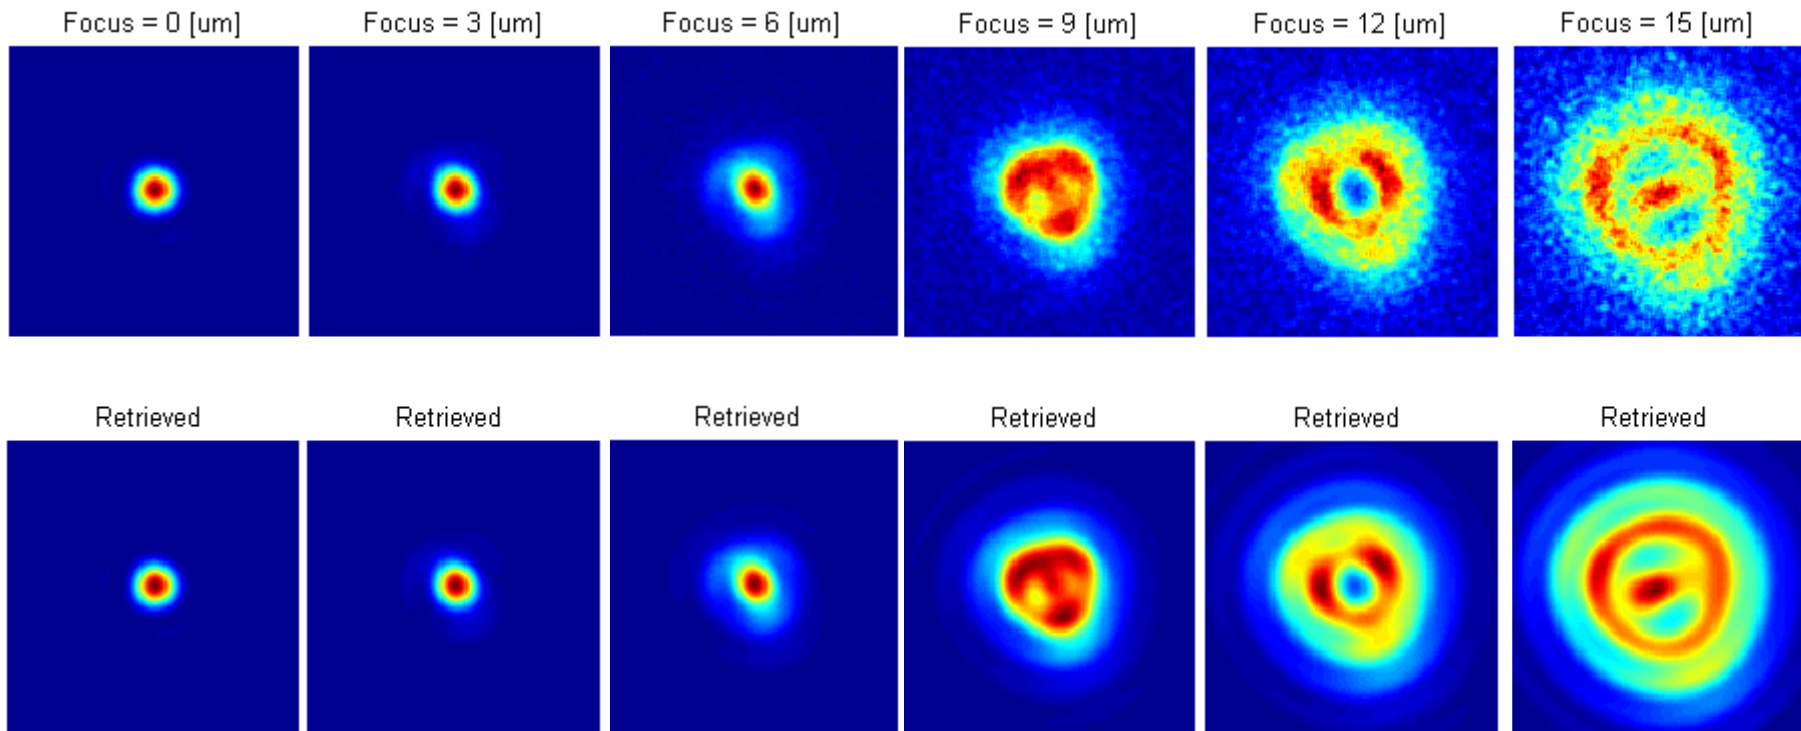 Focus = 0 [um] Focus = 3 [um] Focus = 6 [um] Focus = 9 [um] Focus = 12 [um] Focus = 15 [um]
Retrieved Retrieved Retrieved Retrieved Retrieved Retrieved